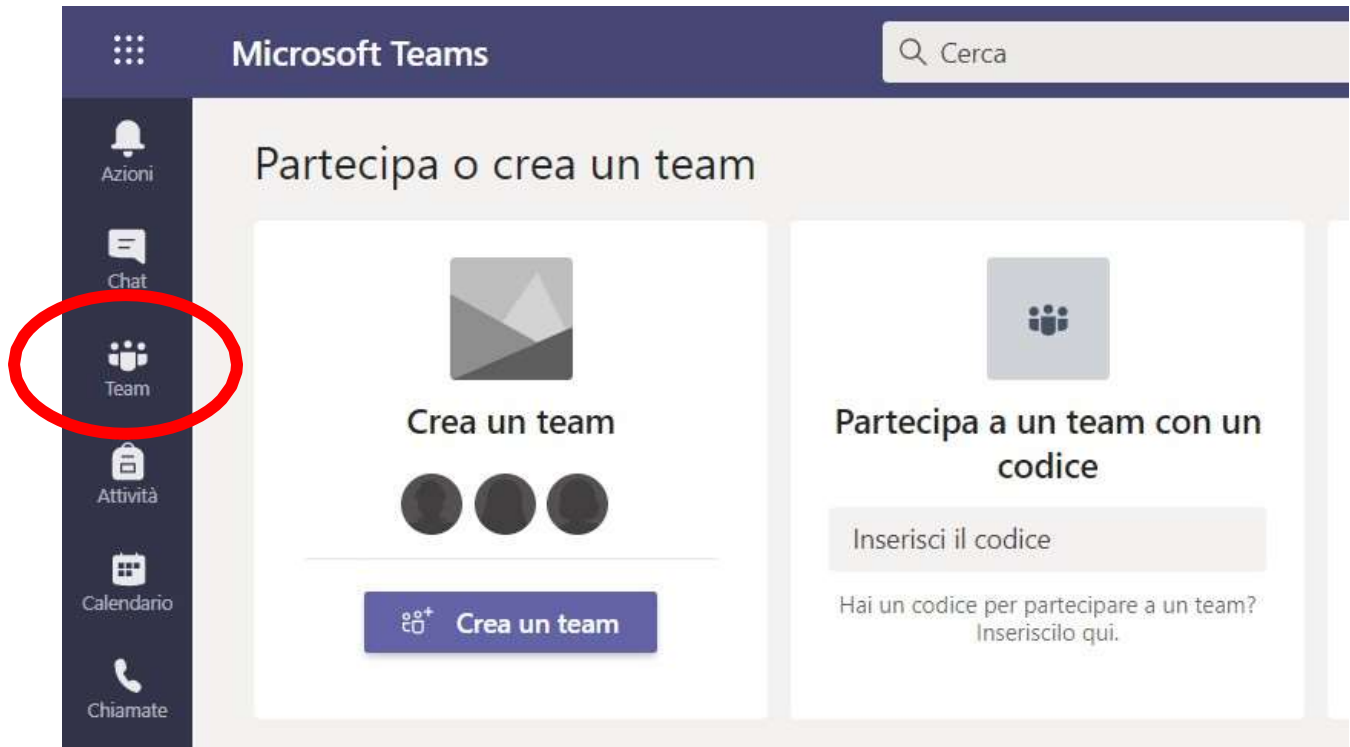 Microsoft Teams
Cerca
Azioni
Chat
Team
Attività
Calendario
Chiamate
Partecipa o crea un team
Crea un team
Crea un team
Partecipa a un team con un
codice
Inserisci il codice
Hai un codice per partecipare a un team?
Inseriscilo qui.